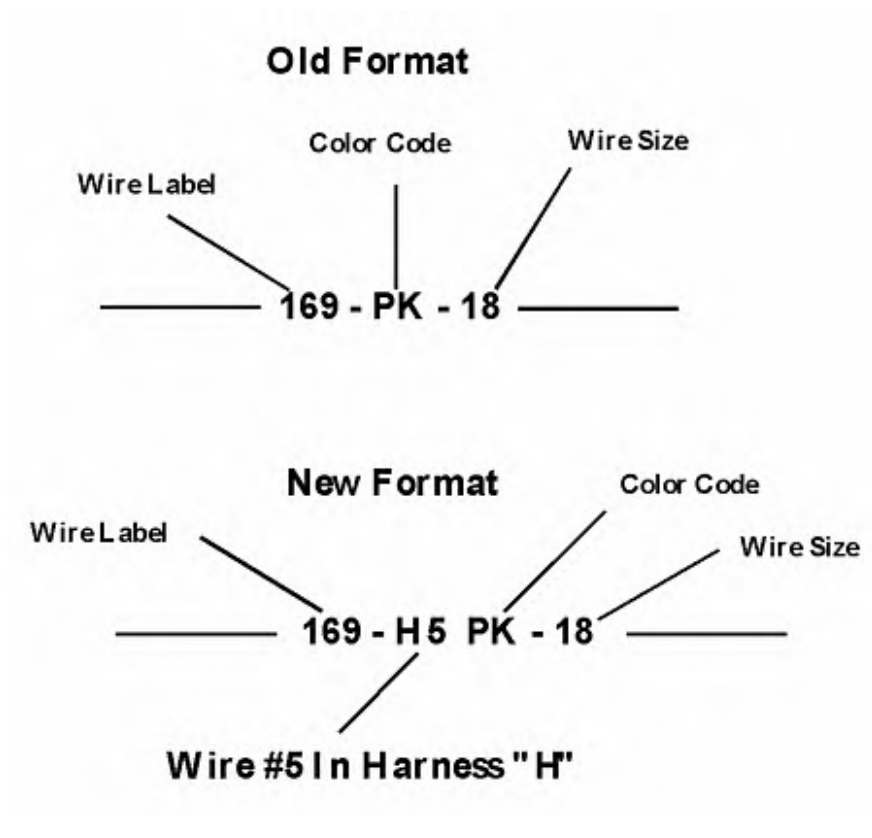 Old Format
Color Code
Wire Size
Wire Label
169 - PK - 18
New Format
Color Code
Wire Label
Wire Size
169 - H5 PK - 18
Wire #5 In Harness "H"